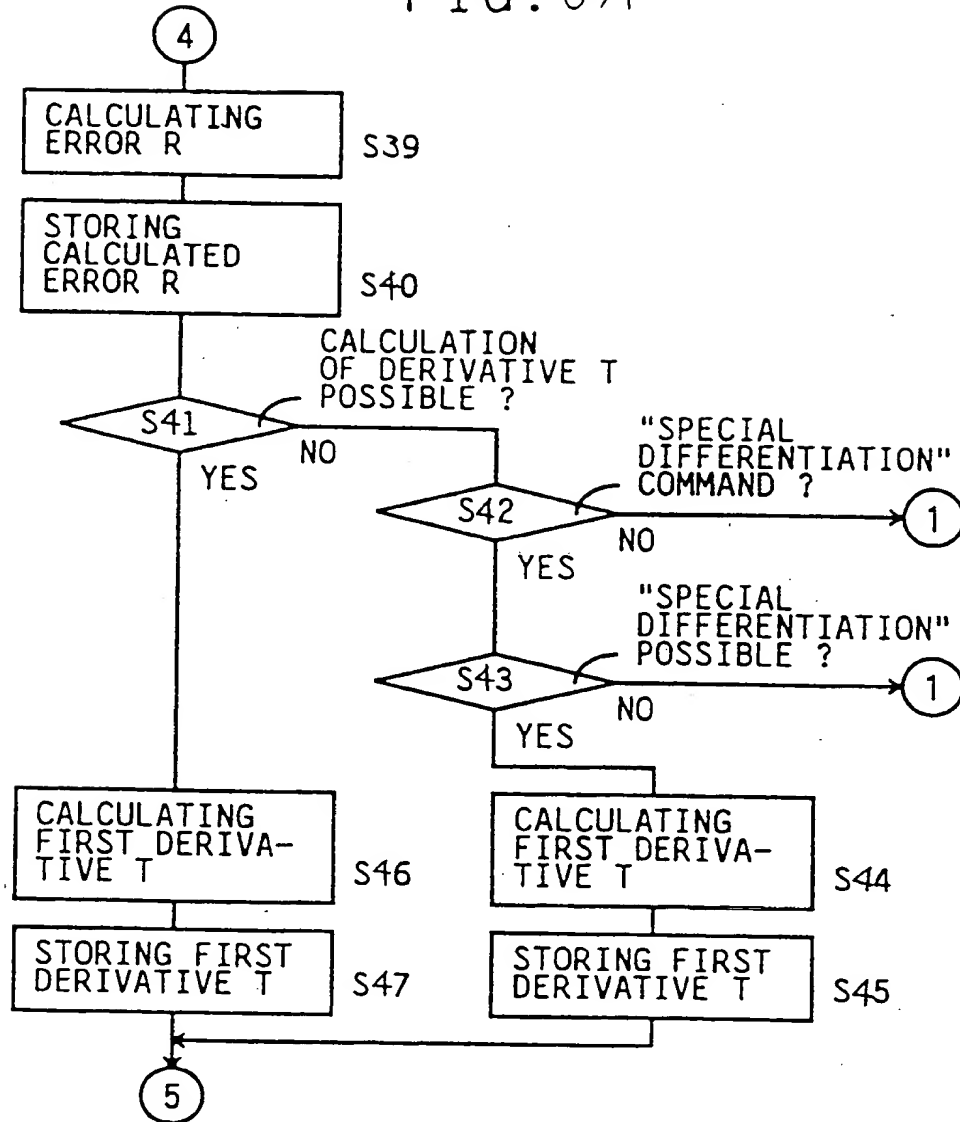 4
CALCULATING
ERROR R
S39
STORING
CALCULATED
ERROR R
S40
CALCULATION
OF DERIVATIVE T
POSSIBLE ?
S41
NO
YES
"SPECIAL
DIFFERENTIATION"
COMMAND ?
S42
1
NO
YES
"SPECIAL
DIFFERENTIATION"
POSSIBLE ?
S43
1
NO
YES
CALCULATING
FIRST DERIVA-
TIVE T
S46
CALCULATING
FIRST DERIVA-
TIVE T
S44
STORING FIRST
DERIVATIVE T
S47
STORING FIRST
DERIVATIVE T
S45
5